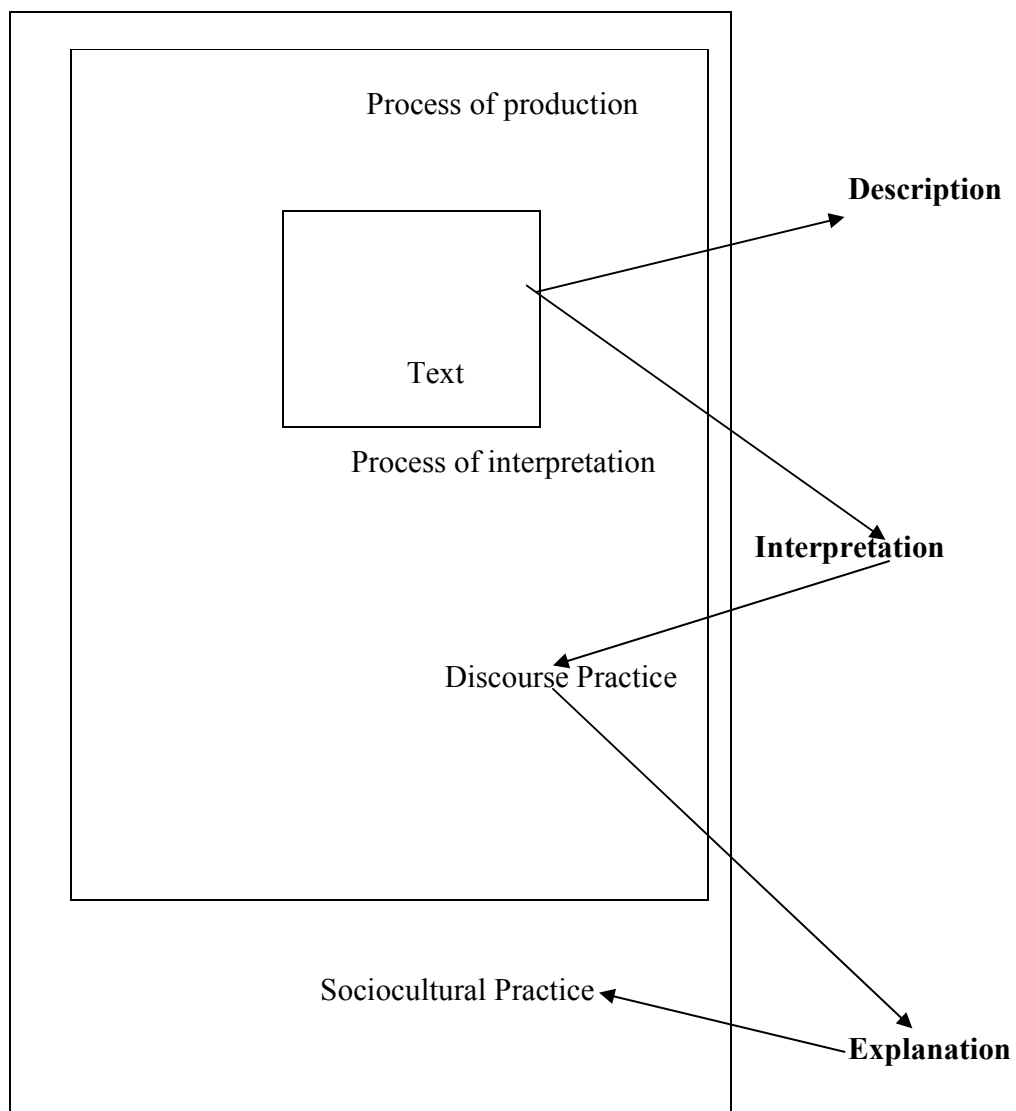 Process of production
Description
Text
Process of interpretation
Interpretation
Discourse Practice
Sociocultural Practice
Explanation